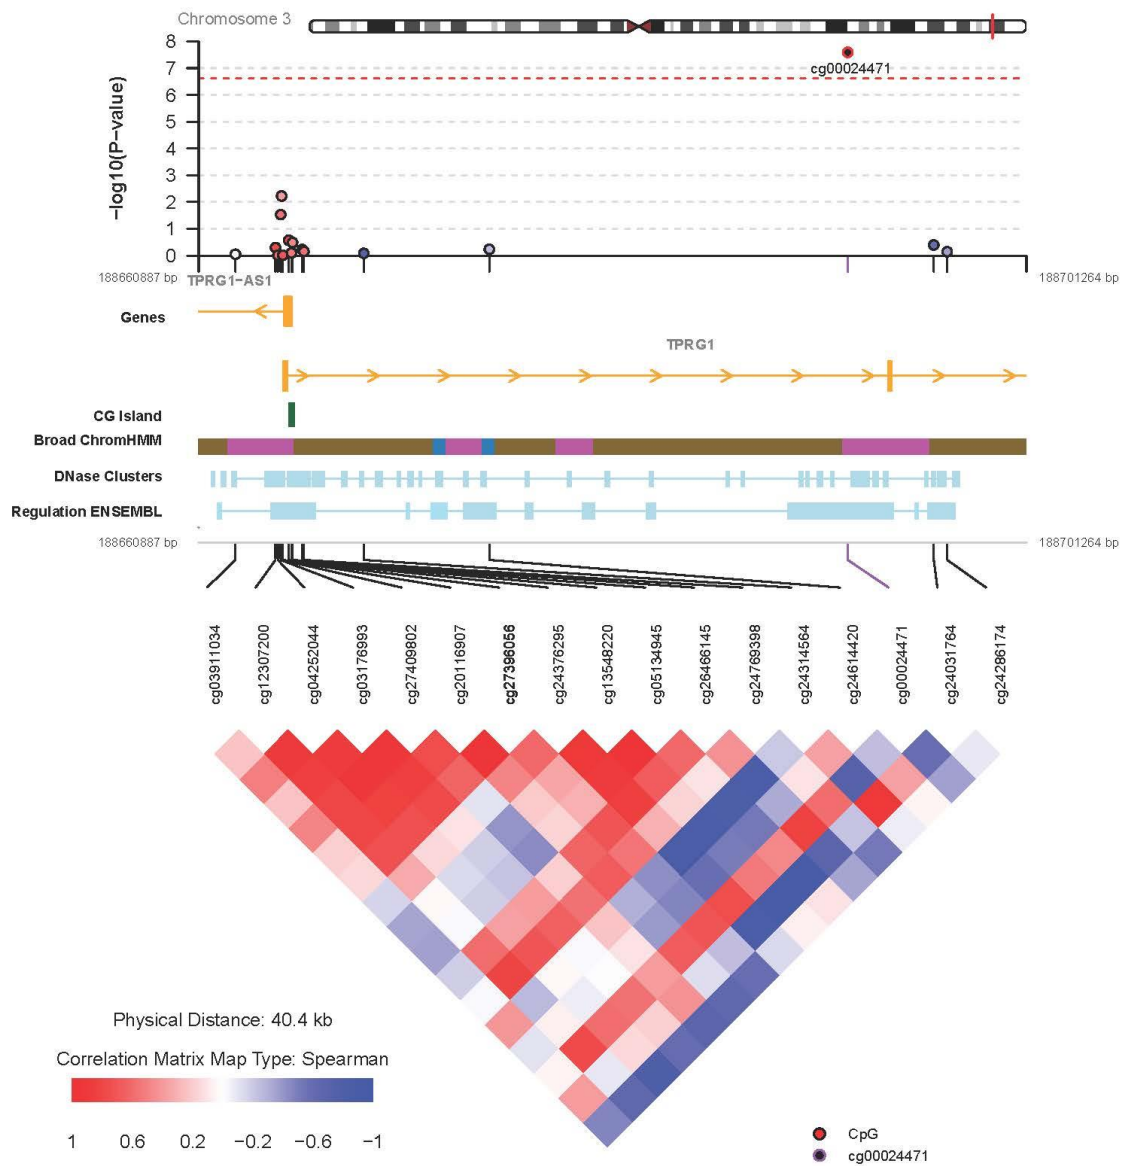 Chromosome 3
8
7
6
5
4
3
2
1
0
−log10(P−value)
cg00024471
188660887 bp
188701264 bp
TPRG1−AS1
Genes
TPRG1
CG Island
Broad ChromHMM
DNase Clusters
Regulation ENSEMBL
188660887 bp
188701264 bp
cg03911034
cg12307200
cg04252044
cg03176993
cg27409802
cg20116907
cg27396056
cg24376295
cg13548220
cg05134945
cg26466145
cg24769398
cg24314564
cg24614420
cg00024471
cg24031764
cg24286174
Physical Distance: 40.4 kb
Correlation Matrix Map Type: Spearman
1 0.6 0.2 −0.2 −0.6 −1
CpG
cg00024471